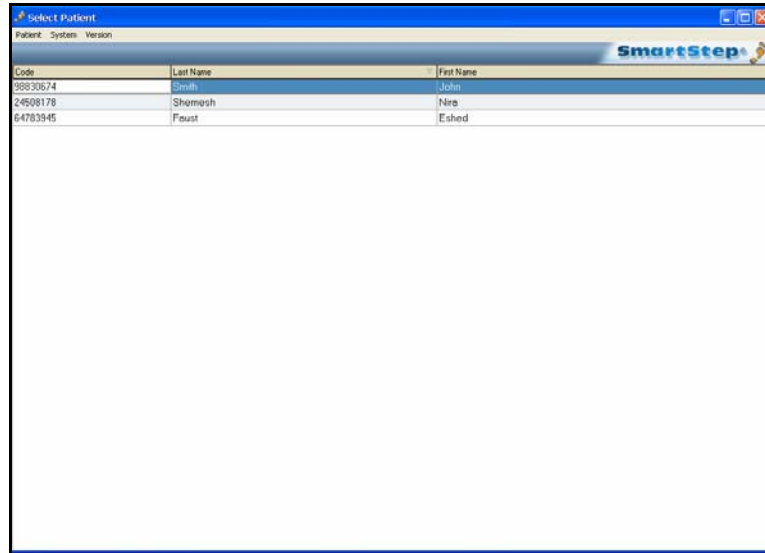 Select Patient
Patient System Version
SmartStep
Code Last Name First Name
98830674 Smith John
24508178 Shemesh Nira
64783945 Faust Eshed